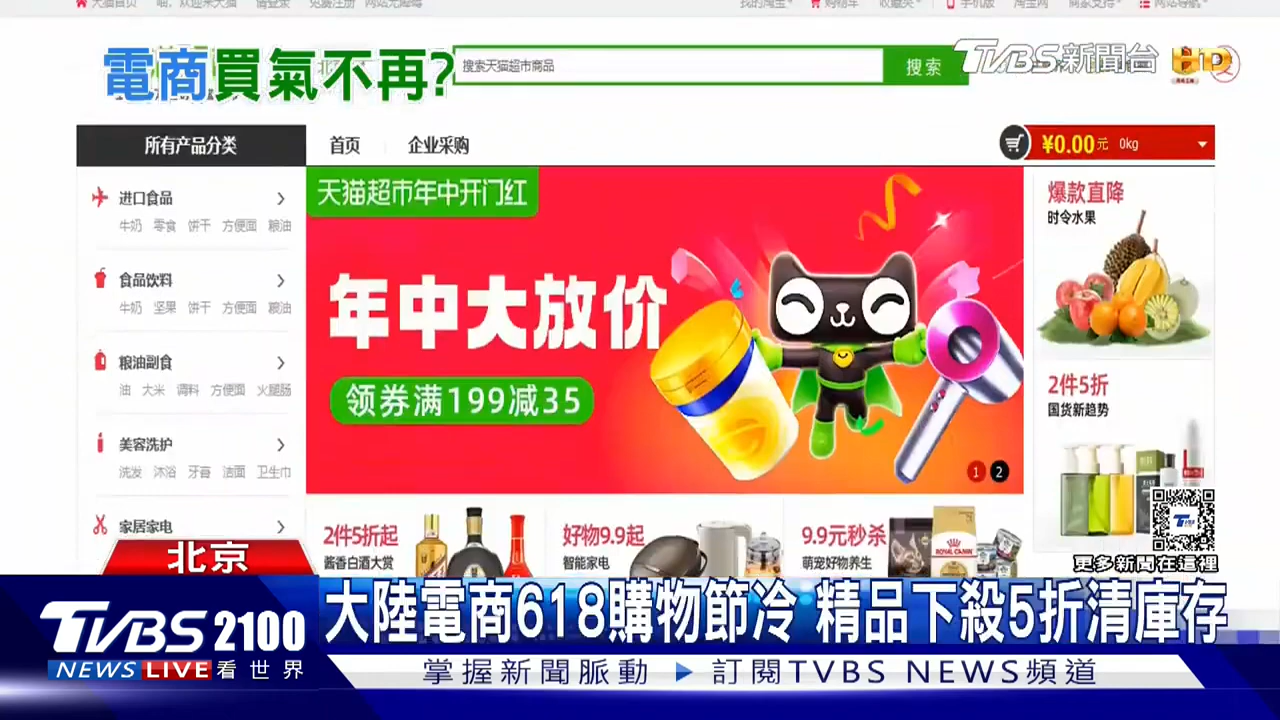 电商買氣不再?
搜索天猫超市商品
搜索
TVBS新聞台
HD
所有产品分类
首页
企业采购
¥0.00元 0kg
进口食品
牛奶 零食 饼干 方便面 粮油
食品饮料
牛奶 坚果 饼干 方便面 粮油
粮油副食
油 大米 调料 方便面 火腿肠
美容洗护
洗发 沐浴 牙膏 洁面 卫生巾
家居家电
天猫超市年中开门红
年中大放价
领券满199减35
1 2
爆款直降
时令水果
2件5折
国货新趋势
2件5折起
酱香白酒大赏
好物9.9起
智能家电
9.9元秒杀
萌宠好物养生
ROYAL CANIN
更多新聞在這裡
北京
大陸電商618購物節冷 精品下殺5折清庫存
TVBS 2100
NEWS LIVE 看世界
掌握新聞脈動 ▶ 訂閱TVBS NEWS頻道